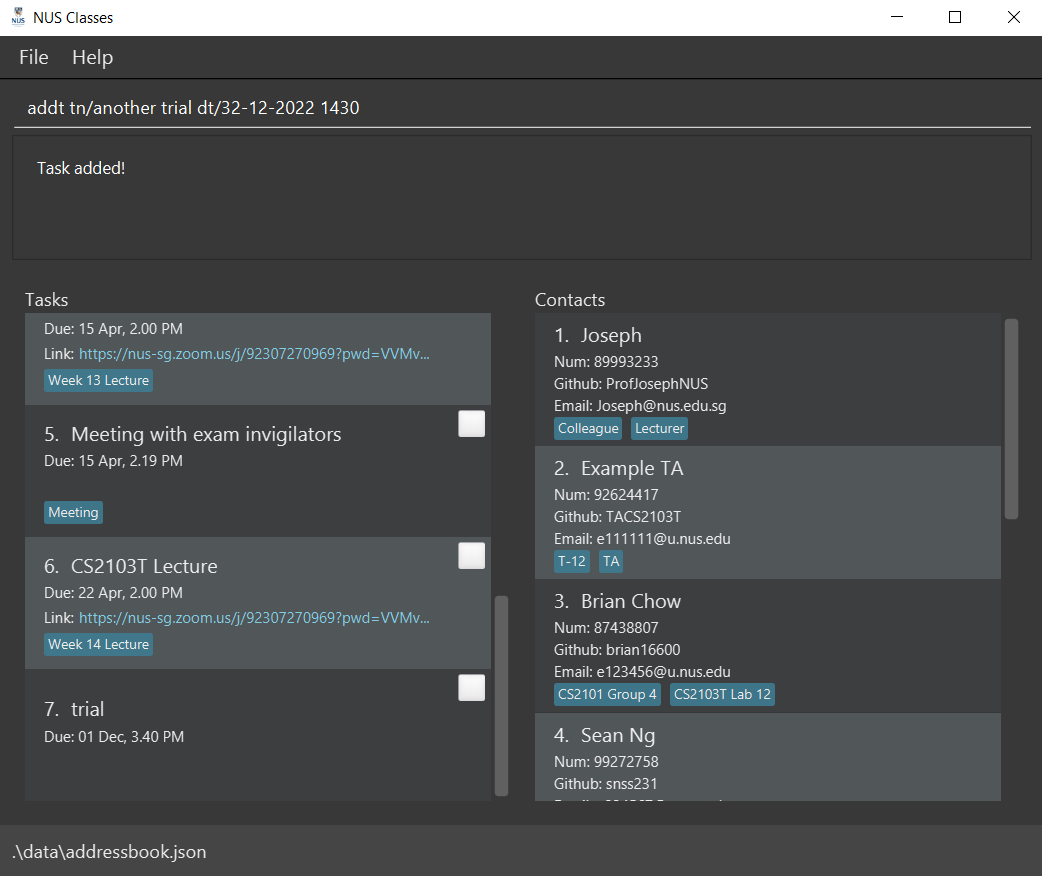 NUS Classes
File Help
addt tn/another trial dt/32-12-2022 1430
Task added!
Tasks
Due: 15 Apr, 2.00 PM
Link: https://nus-sg.zoom.us/j/92307270969?pwd=VVMv...
Week 13 Lecture
5. Meeting with exam invigilators
Due: 15 Apr, 2.19 PM
Meeting
6. CS2103T Lecture
Due: 22 Apr, 2.00 PM
Link: https://nus-sg.zoom.us/j/92307270969?pwd=VVMv...
Week 14 Lecture
7. trial
Due: 01 Dec, 3.40 PM
Contacts
1. Joseph
Num: 89993233
Github: ProfJosephNUS
Email: Joseph@nus.edu.sg
Colleague Lecturer
2. Example TA
Num: 92624417
Github: TACS2103T
Email: e111111@u.nus.edu
T-12 TA
3. Brian Chow
Num: 87438807
Github: brian16600
Email: e123456@u.nus.edu
CS2101 Group 4 CS2103T Lab 12
4. Sean Ng
Num: 99272758
Github: snss231
.\data\addressbook.json